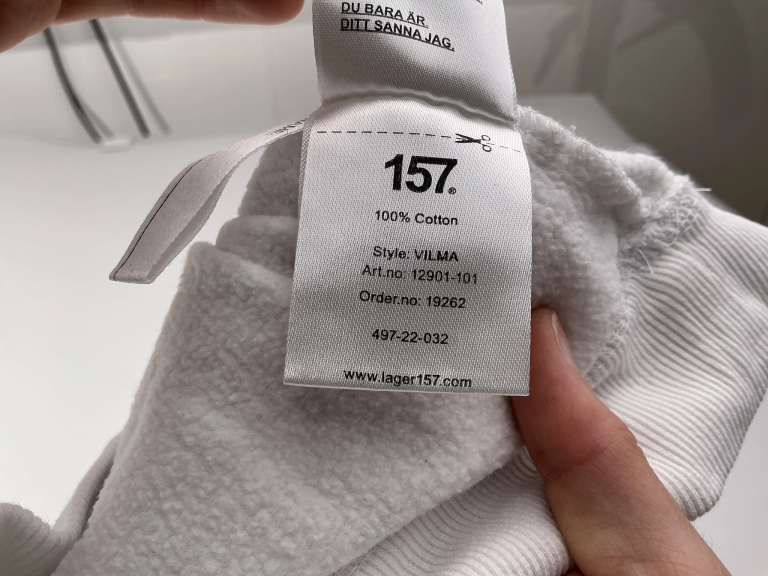 DU BARA ÄR
DITT SANNA JAG.
157®
100% Cotton
Style: VILMA
Art.no: 12901-101
Order.no: 19262
497-22-032
www.lager157.com